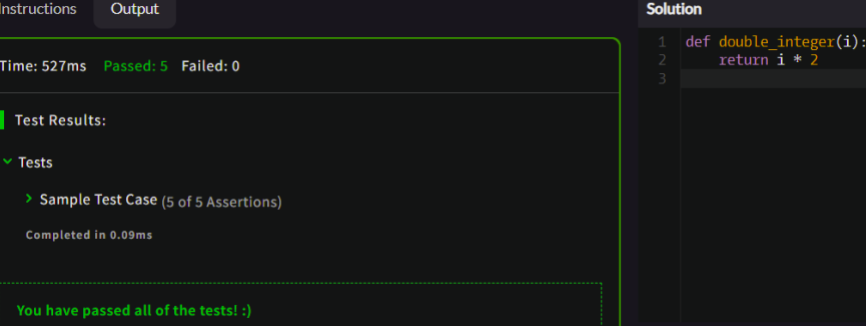 Instructions Output
Time: 527ms Passed: 5 Failed: 0
Test Results:
Tests
Sample Test Case (5 of 5 Assertions)
Completed in 0.09ms
You have passed all of the tests! :)
Solution
1 def double_integer(i):
2     return i * 2
3